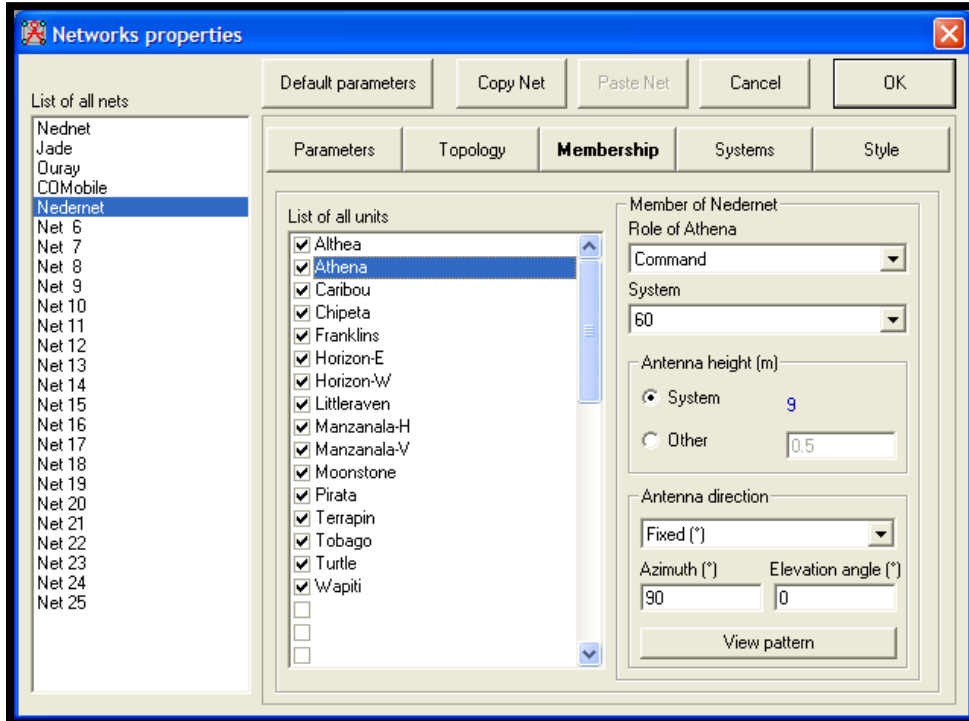 Networks properties
Default parameters
Copy Net
Paste Net
Cancel
OK
List of all nets
Nednet
Jade
Ouray
COMobile
Nedernet
Net 6
Net 7
Net 8
Net 9
Net 10
Net 11
Net 12
Net 13
Net 14
Net 15
Net 16
Net 17
Net 18
Net 19
Net 20
Net 21
Net 22
Net 23
Net 24
Net 25
Parameters
Topology
Membership
Systems
Style
List of all units
Althea
Athena
Caribou
Chipeta
Franklins
Horizon-E
Horizon-W
Littleraven
Manzanala-H
Manzanala-V
Moonstone
Pirata
Terrapin
Tobago
Turtle
Wapiti
Member of Nedernet
Role of Athena
Command
System
60
Antenna height (m)
System 9
Other 0.5
Antenna direction
Fixed (°)
Azimuth (°) Elevation angle (°)
90 0
View pattern